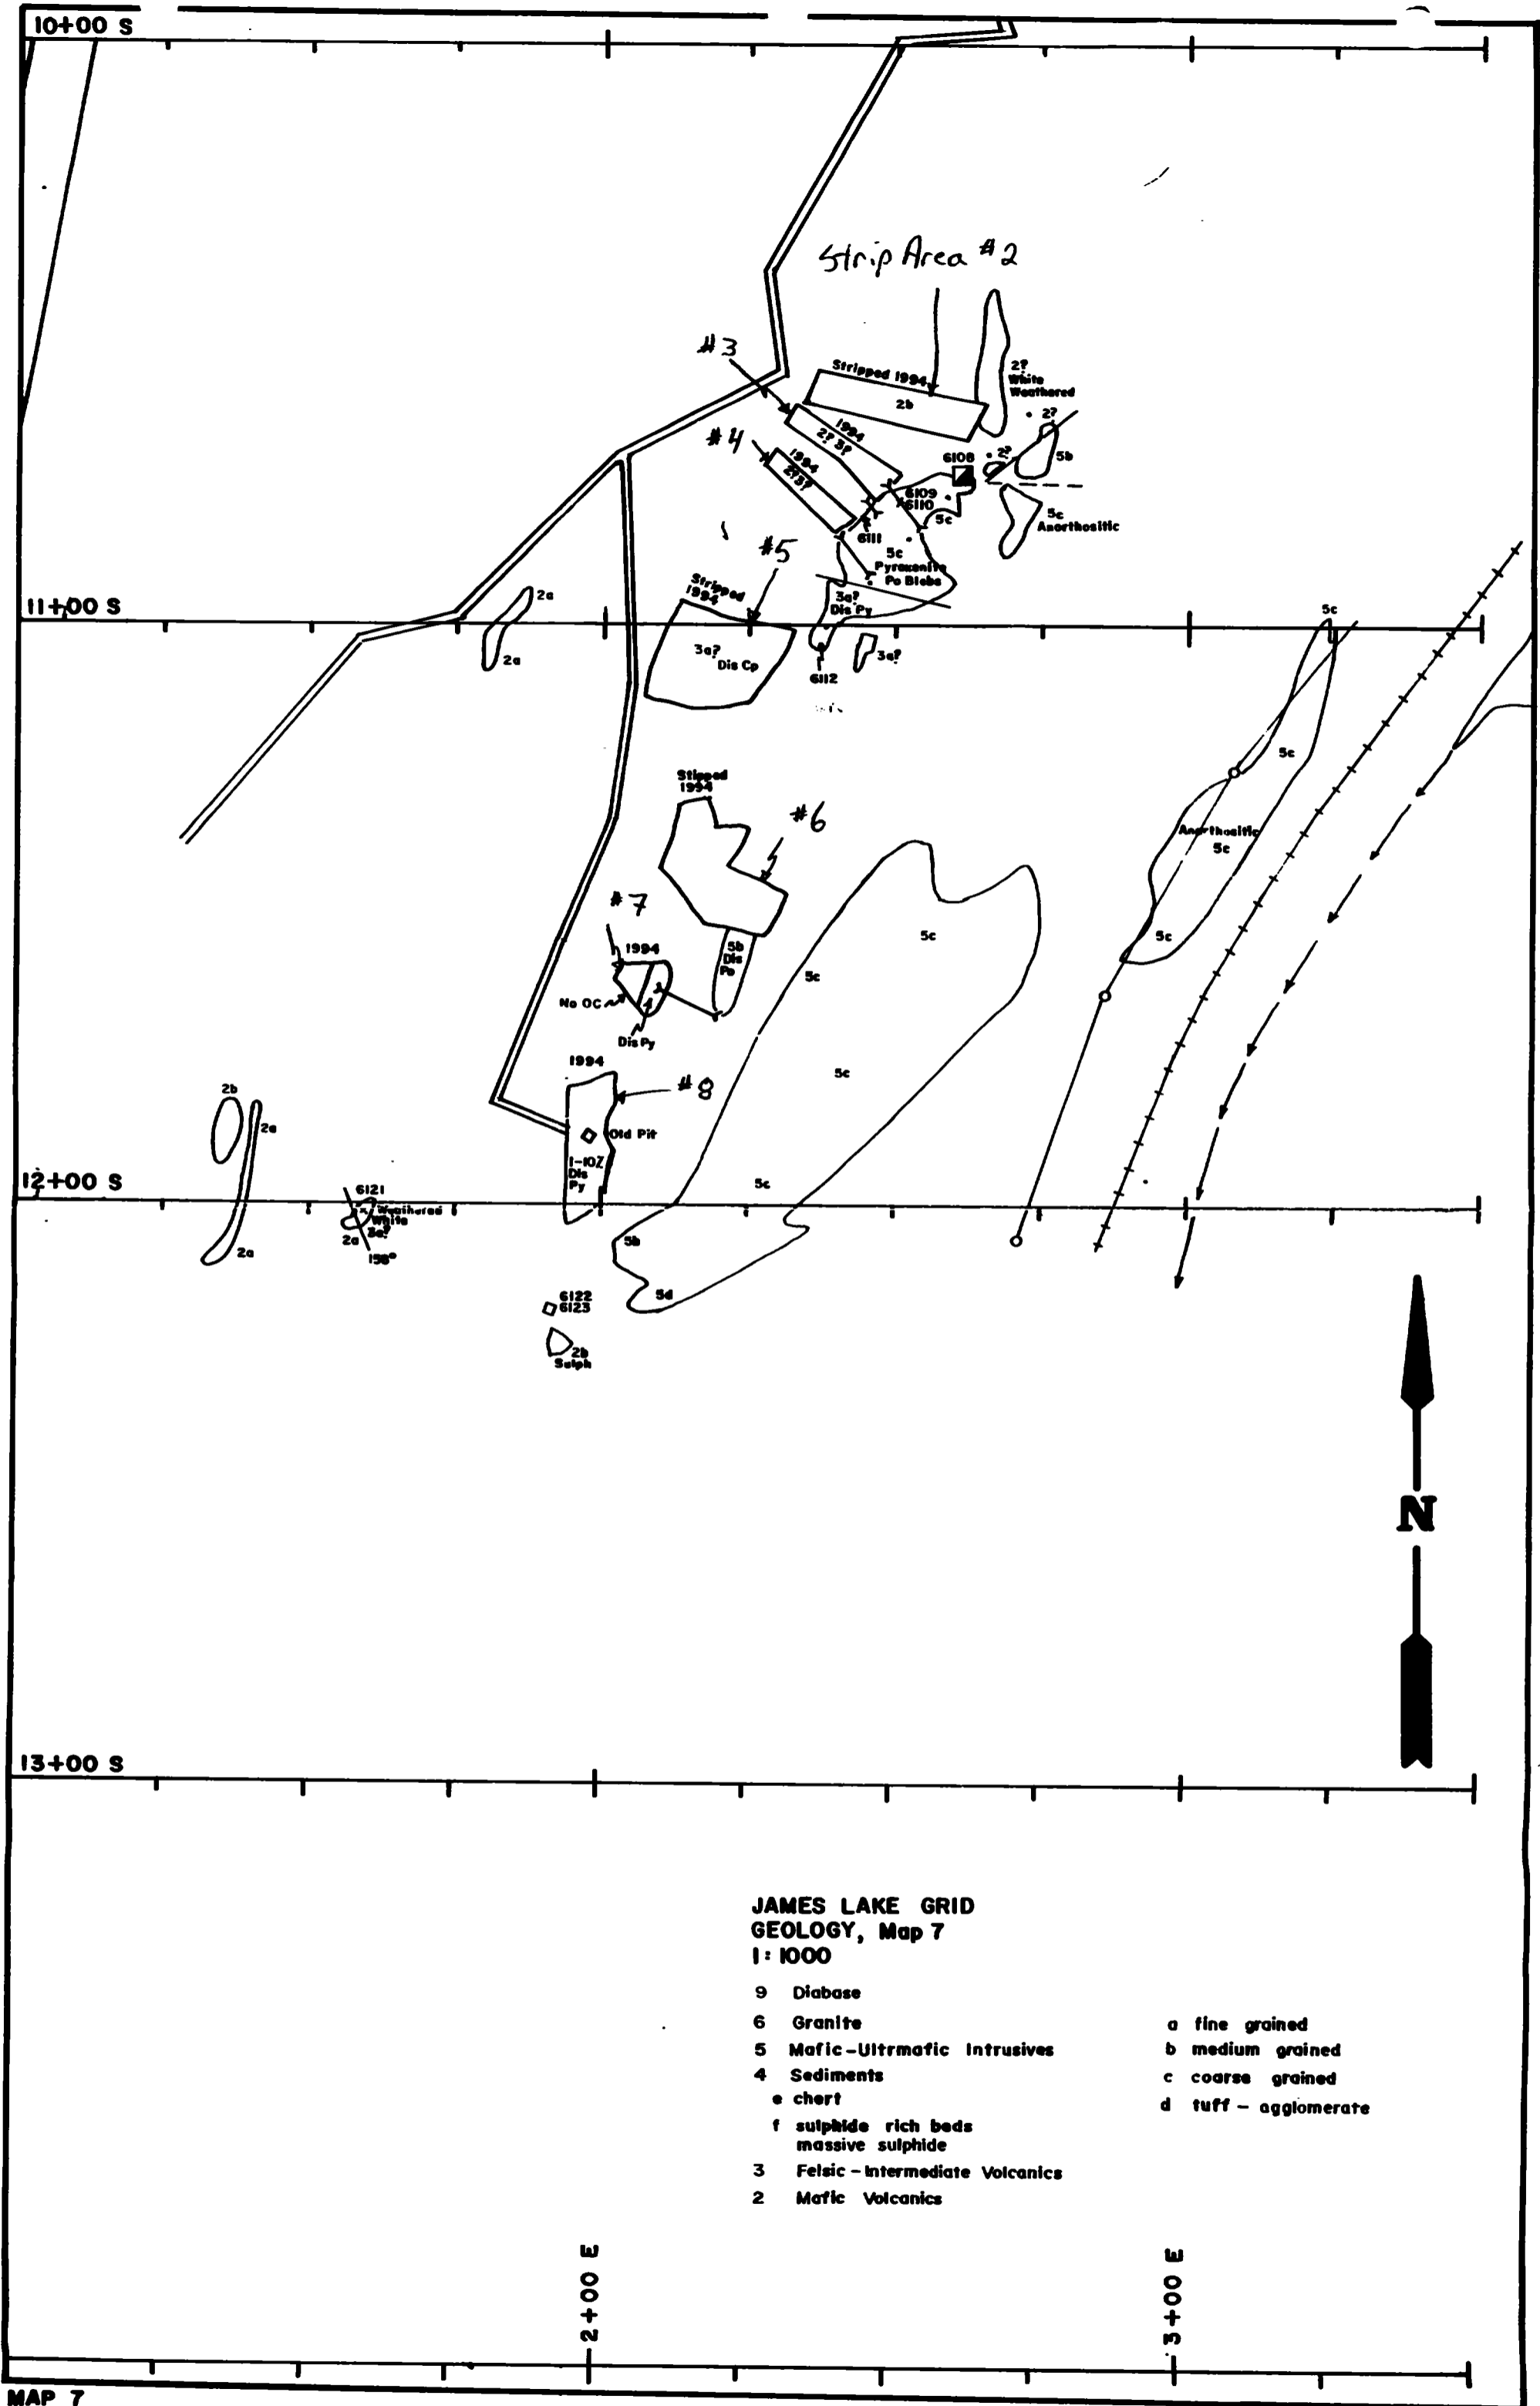 10+00 S
Strip Area #2
#3
Stripped 1994
2b
2?
White
Weathered
2?
1994
2? 3?
#4
1994
2?3?
6108
2?
5b
6109
6110
5c
5c
Anorthositic
6111
5c
Pyroxenite
Po Blebs
#5
Stripped
1994
3a?
Dis Py
2a
11+00 S
5c
3a?
Dis Cp
3a?
2a
6112
5c
Stipped
1994
#6
Anorthositic
5c
#7
1994
5b
Dis
Po
5c
5c
5c
No OC
4
Dis Py
1994
5c
#8
2b
2a
Old Pit
1-10%
Dis
Py
12+00 S
5c
6121
Weathered
White
3a?
2a
158°
2a
5b
6122
6123
5d
2b
Sulph
N
13+00 S
JAMES LAKE GRID
GEOLOGY, Map 7
1:1000
9 Diabase
6 Granite
a fine grained
5 Mafic-Ultrmafic Intrusives
b medium grained
4 Sediments
c coarse grained
e chert
d tuff - agglomerate
f sulphide rich beds
massive sulphide
3 Felsic-Intermediate Volcanics
2 Mafic Volcanics
2+00 E
3+00 E
MAP 7